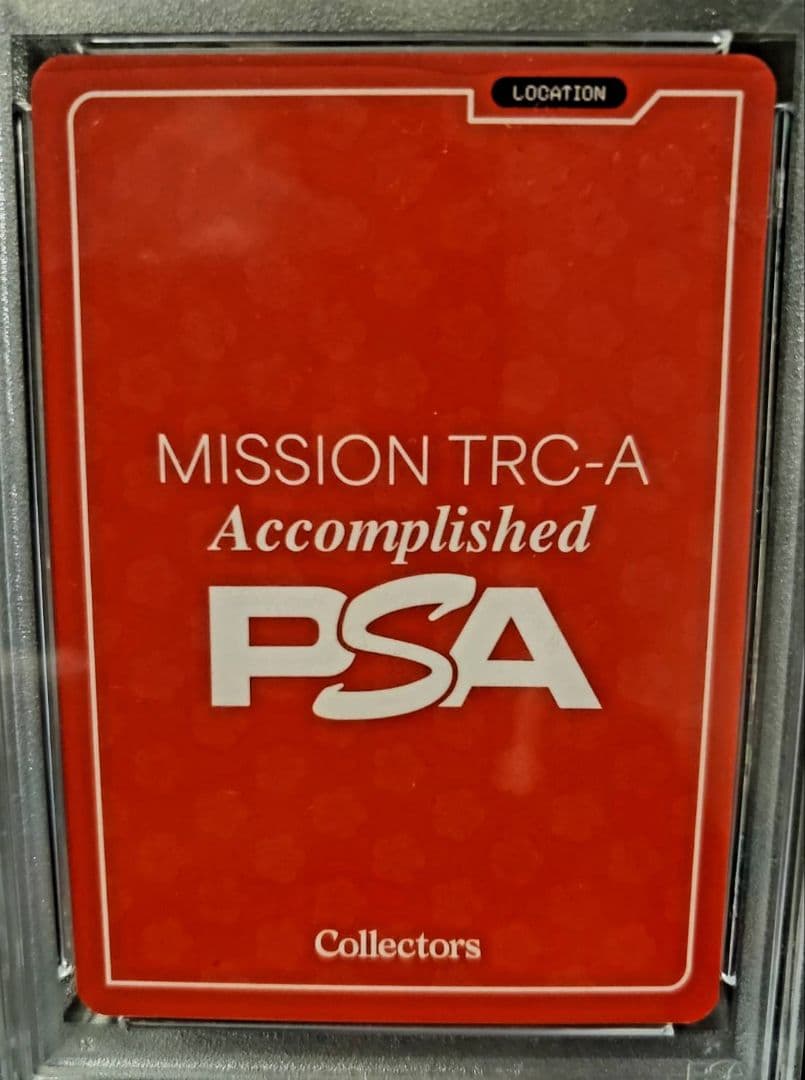 LOCATION
MISSION TRC-A
Accomplished
PSA
Collectors